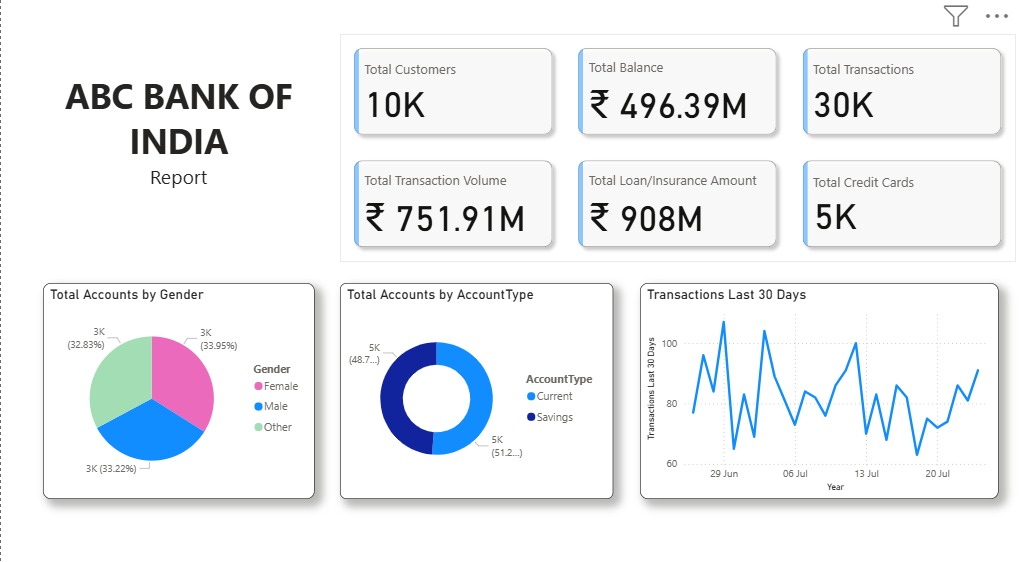 ABC BANK OF
INDIA
Report
Total Customers
10K
Total Balance
₹ 496.39M
Total Transactions
30K
Total Transaction Volume
₹ 751.91M
Total Loan/Insurance Amount
₹ 908M
Total Credit Cards
5K
Total Accounts by Gender
3K
(32.83%)
3K
(33.95%)
3K (33.22%)
Gender
Female
Male
Other
Total Accounts by AccountType
5K
(48.7...)
5K
(51.2...)
AccountType
Current
Savings
Transactions Last 30 Days
Transactions Last 30 Days
100
80
60
29 Jun
06 Jul
13 Jul
20 Jul
Year